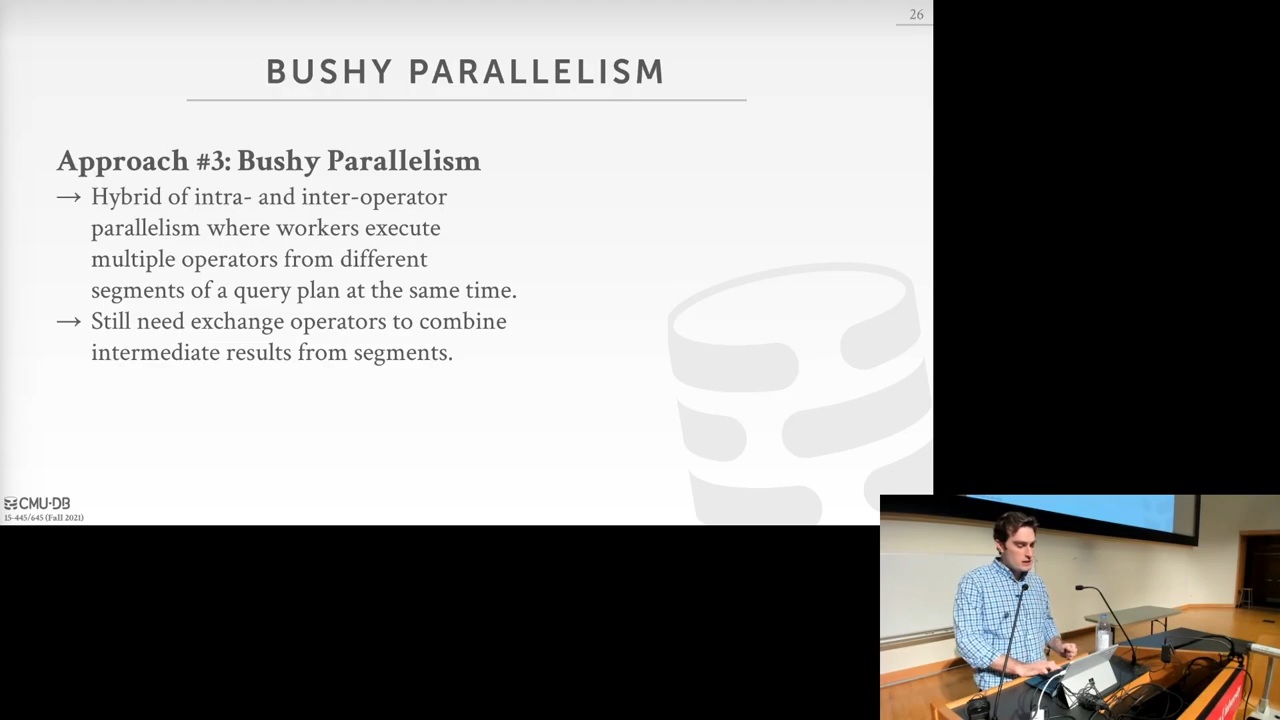 26
BUSHY PARALLELISM
Approach #3: Bushy Parallelism
→ Hybrid of intra- and inter-operator
parallelism where workers execute
multiple operators from different
segments of a query plan at the same time.
→ Still need exchange operators to combine
intermediate results from segments.
CMU·DB
15-445/645 (Fall 2021)